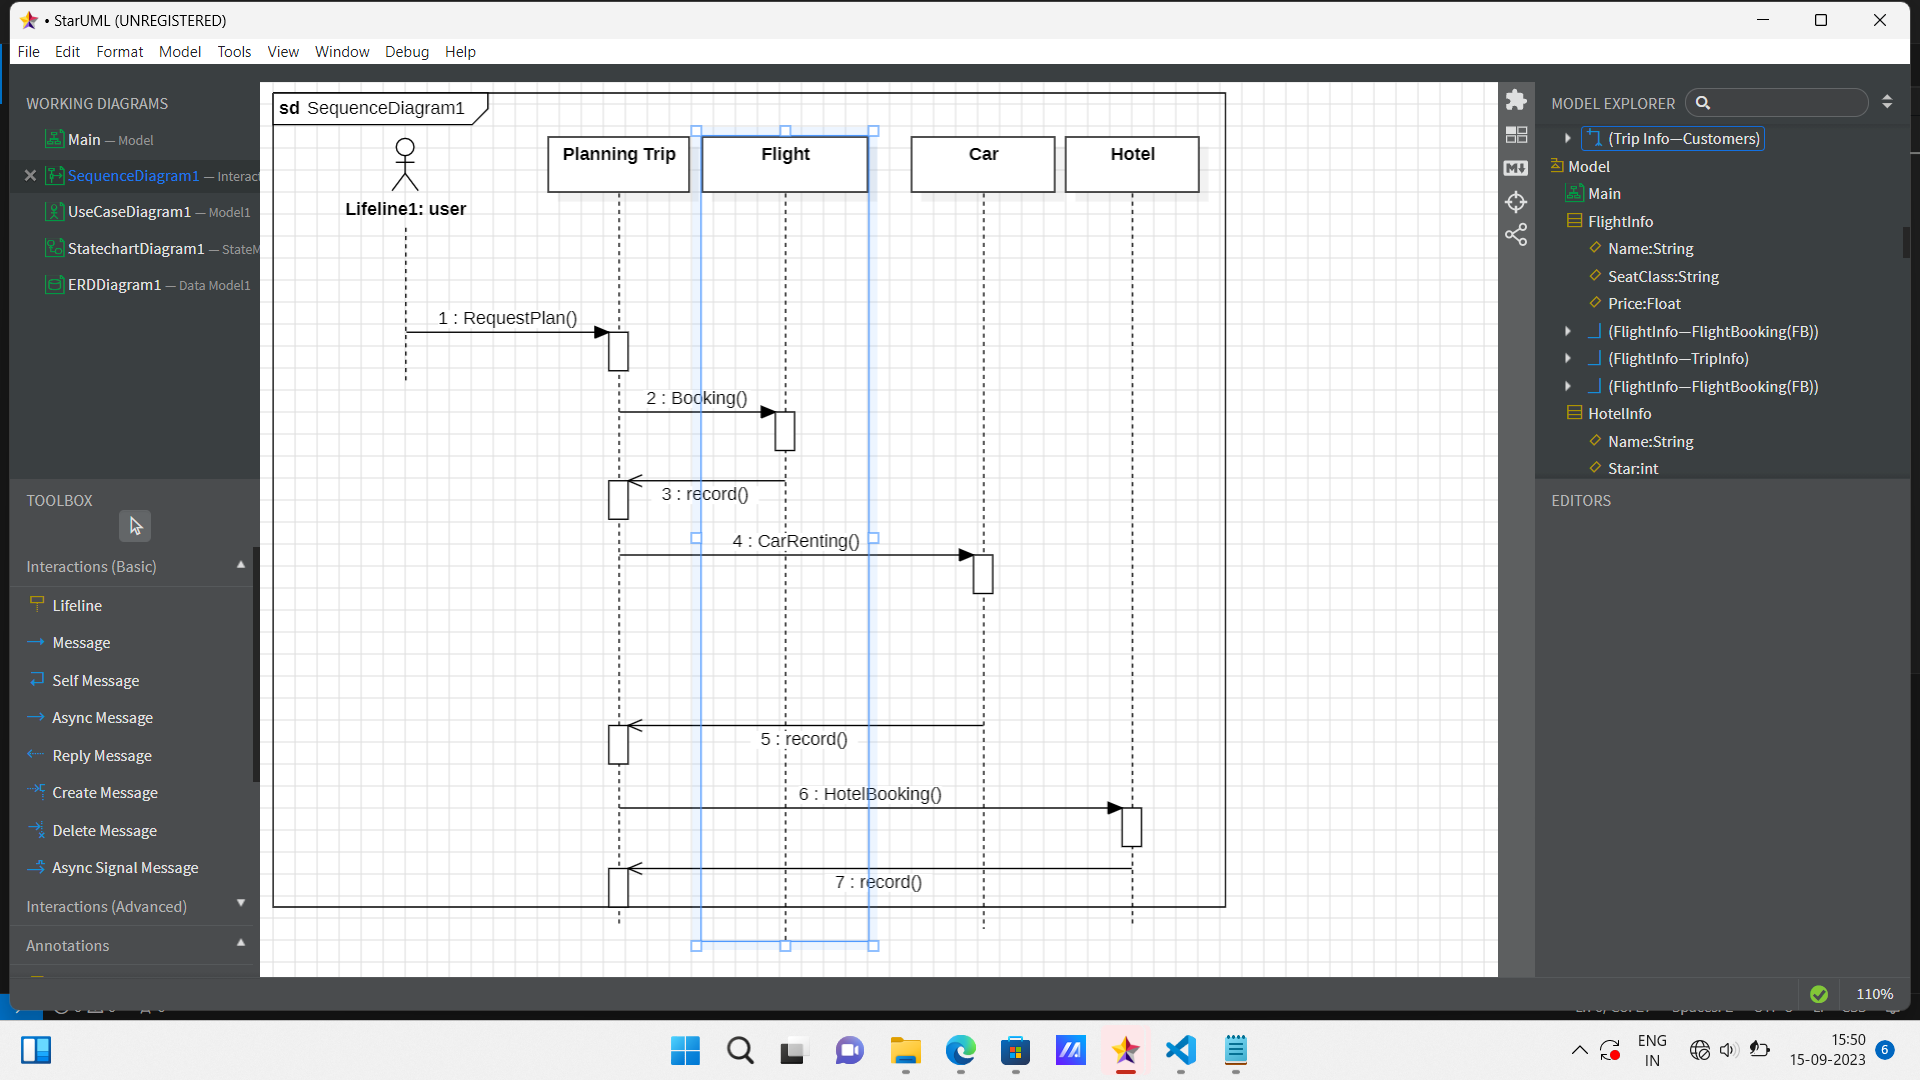 • StarUML (UNREGISTERED)
File Edit Format Model Tools View Window Debug Help
WORKING DIAGRAMS
Main — Model
SequenceDiagram1 — Interact
UseCaseDiagram1 — Model1
StatechartDiagram1 — StateM
ERDDiagram1 — Data Model1
TOOLBOX
Interactions (Basic)
Lifeline
Message
Self Message
Async Message
Reply Message
Create Message
Delete Message
Async Signal Message
Interactions (Advanced)
Annotations
sd SequenceDiagram1
Lifeline1: user
Planning Trip
Flight
Car
Hotel
1 : RequestPlan()
2 : Booking()
3 : record()
4 : CarRenting()
5 : record()
6 : HotelBooking()
7 : record()
MODEL EXPLORER
(Trip Info—Customers)
Model
Main
FlightInfo
Name:String
SeatClass:String
Price:Float
(FlightInfo—FlightBooking(FB))
(FlightInfo—TripInfo)
(FlightInfo—FlightBooking(FB))
HotelInfo
Name:String
Star:int
EDITORS
110%
ENG
IN
15:50
15-09-2023
6